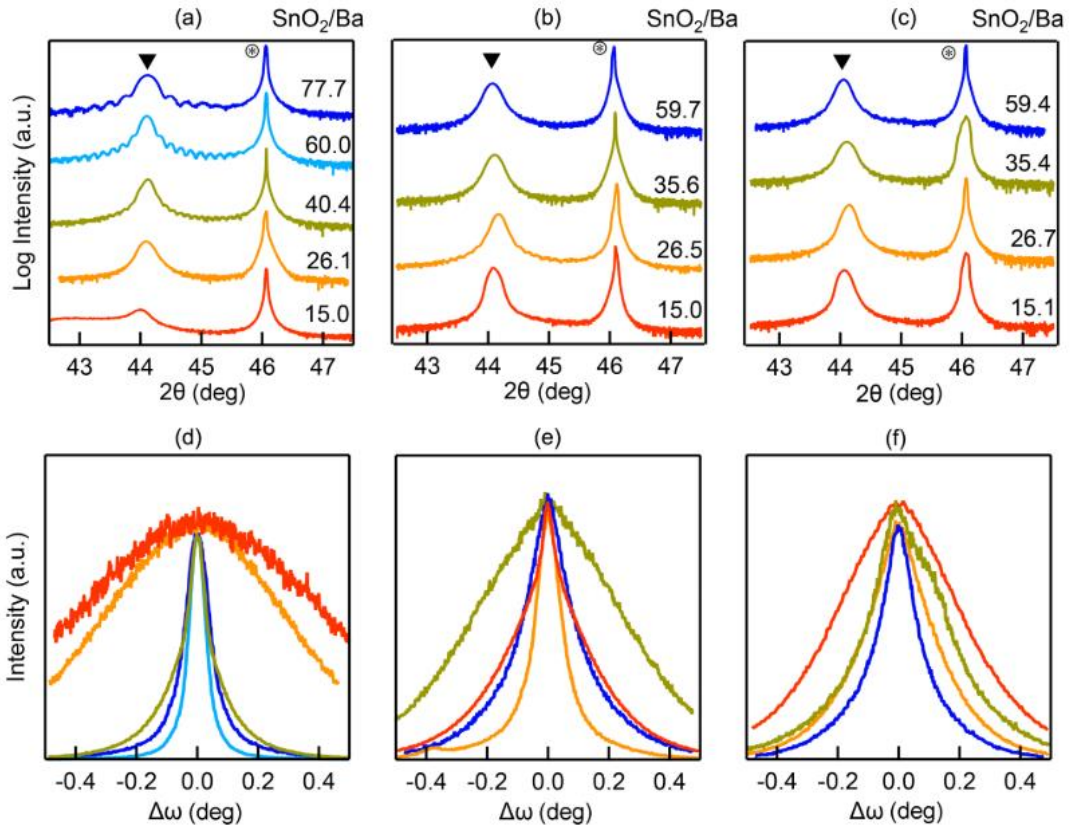 (a) SnO2/Ba
(b) SnO2/Ba
(c) SnO2/Ba
Log Intensity (a.u.)
77.7
60.0
40.4
26.1
15.0
43 44 45 46 47
2θ (deg)
59.7
35.6
26.5
15.0
43 44 45 46 47
2θ (deg)
59.4
35.4
26.7
15.1
43 44 45 46 47
2θ (deg)
(d)
(e)
(f)
Intensity (a.u.)
-0.4 -0.2 0.0 0.2 0.4
Δω (deg)
-0.4 -0.2 0.0 0.2 0.4
Δω (deg)
-0.4 -0.2 0.0 0.2 0.4
Δω (deg)